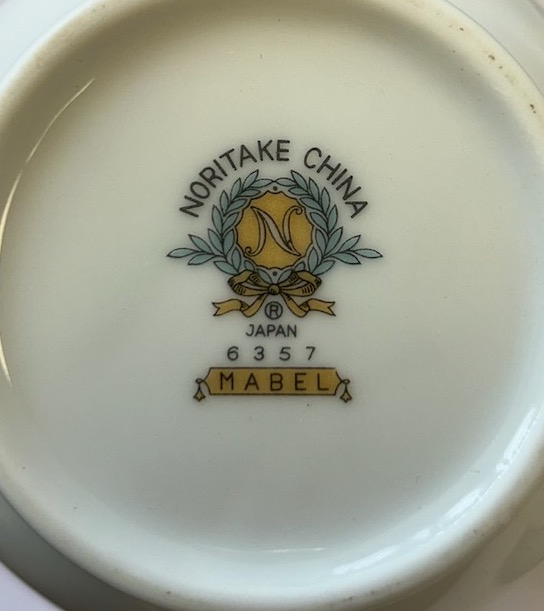 NORITAKE CHINA
N
®
JAPAN
6357
MABEL